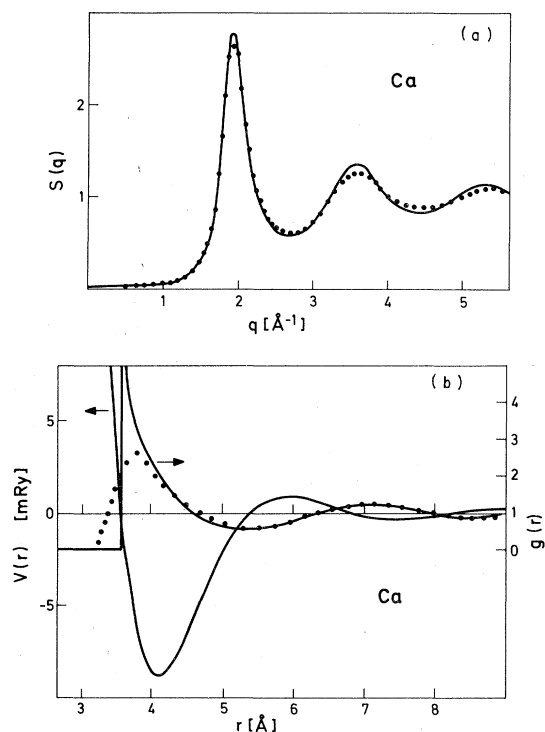 (a)
Ca
S(q)
2
1
1 2 3 4 5
q [Å⁻¹]
(b)
V(r) [mRy]
5
0
-5
g(r)
4
3
2
1
0
Ca
3 4 5 6 7 8
r [Å]